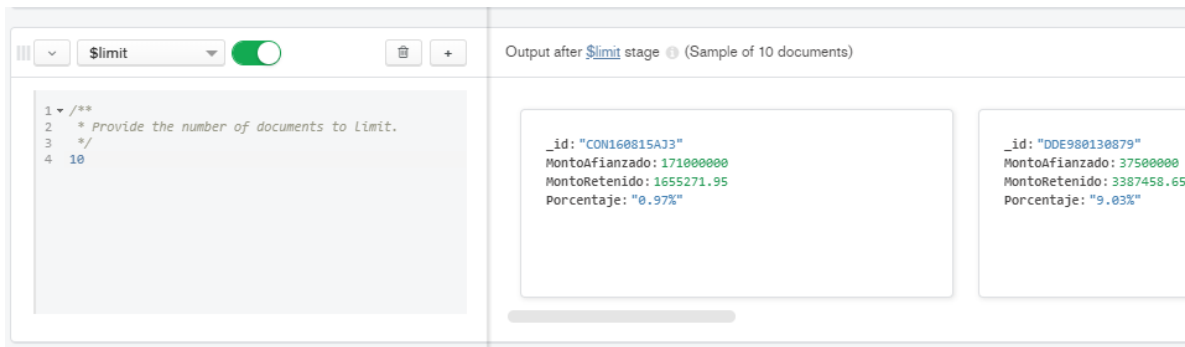 $limit
+
Output after $limit stage (Sample of 10 documents)
1 /**
2 * Provide the number of documents to limit.
3 */
4 10
_id: "CON160815AJ3"
MontoAfianzado: 171000000
MontoRetenido: 1655271.95
Porcentaje: "0.97%"
_id: "DDE980130879"
MontoAfianzado: 37500000
MontoRetenido: 3387458.65
Porcentaje: "9.03%"